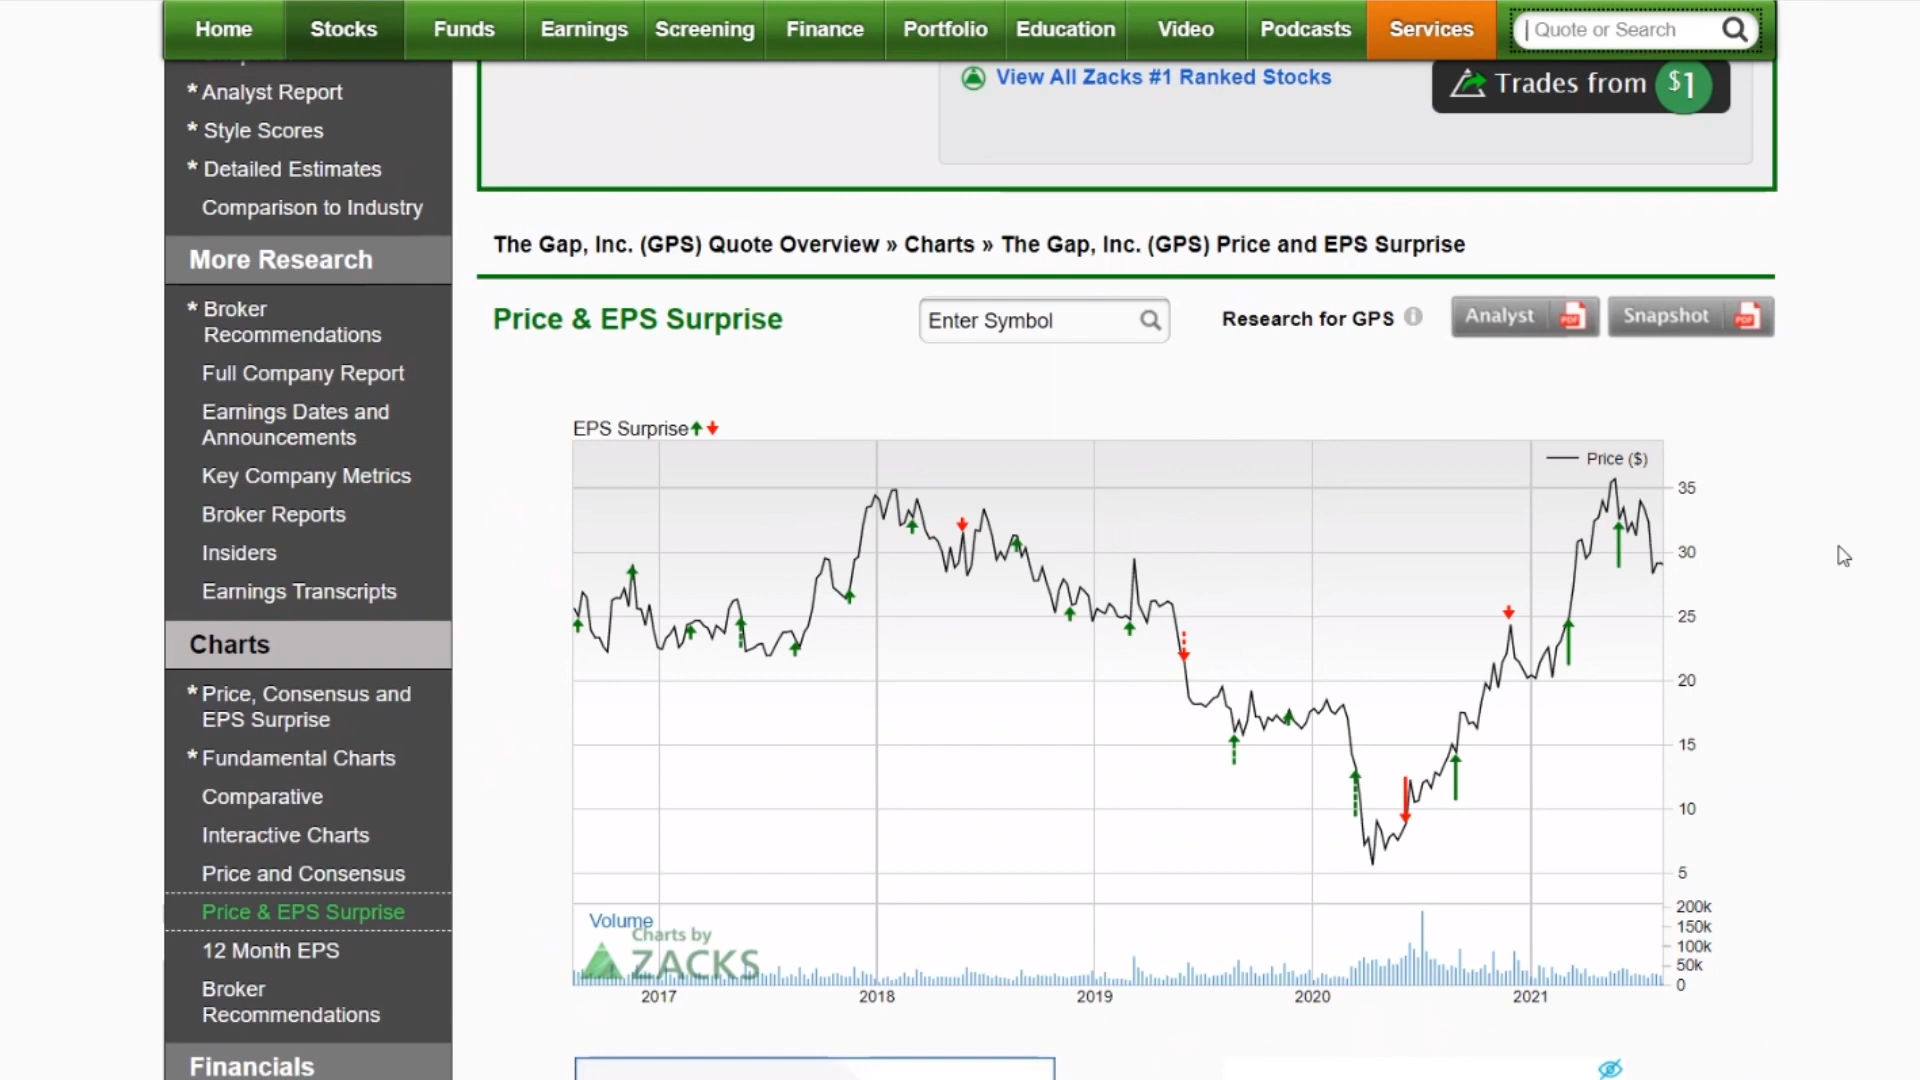 Home Stocks Funds Earnings Screening Finance Portfolio Education Video Podcasts Services Quote or Search
* Analyst Report
* Style Scores
* Detailed Estimates
Comparison to Industry
More Research
* Broker
Recommendations
Full Company Report
Earnings Dates and
Announcements
Key Company Metrics
Broker Reports
Insiders
Earnings Transcripts
Charts
* Price, Consensus and
EPS Surprise
* Fundamental Charts
Comparative
Interactive Charts
Price and Consensus
Price & EPS Surprise
12 Month EPS
Broker
Recommendations
Financials
View All Zacks #1 Ranked Stocks
Trades from $1
The Gap, Inc. (GPS) Quote Overview » Charts » The Gap, Inc. (GPS) Price and EPS Surprise
Price & EPS Surprise
Enter Symbol
Research for GPS
Analyst PDF
Snapshot PDF
EPS Surprise
Price ($)
35
30
25
20
15
10
5
Volume
Charts by
ZACKS
200k
150k
100k
50k
0
2017 2018 2019 2020 2021